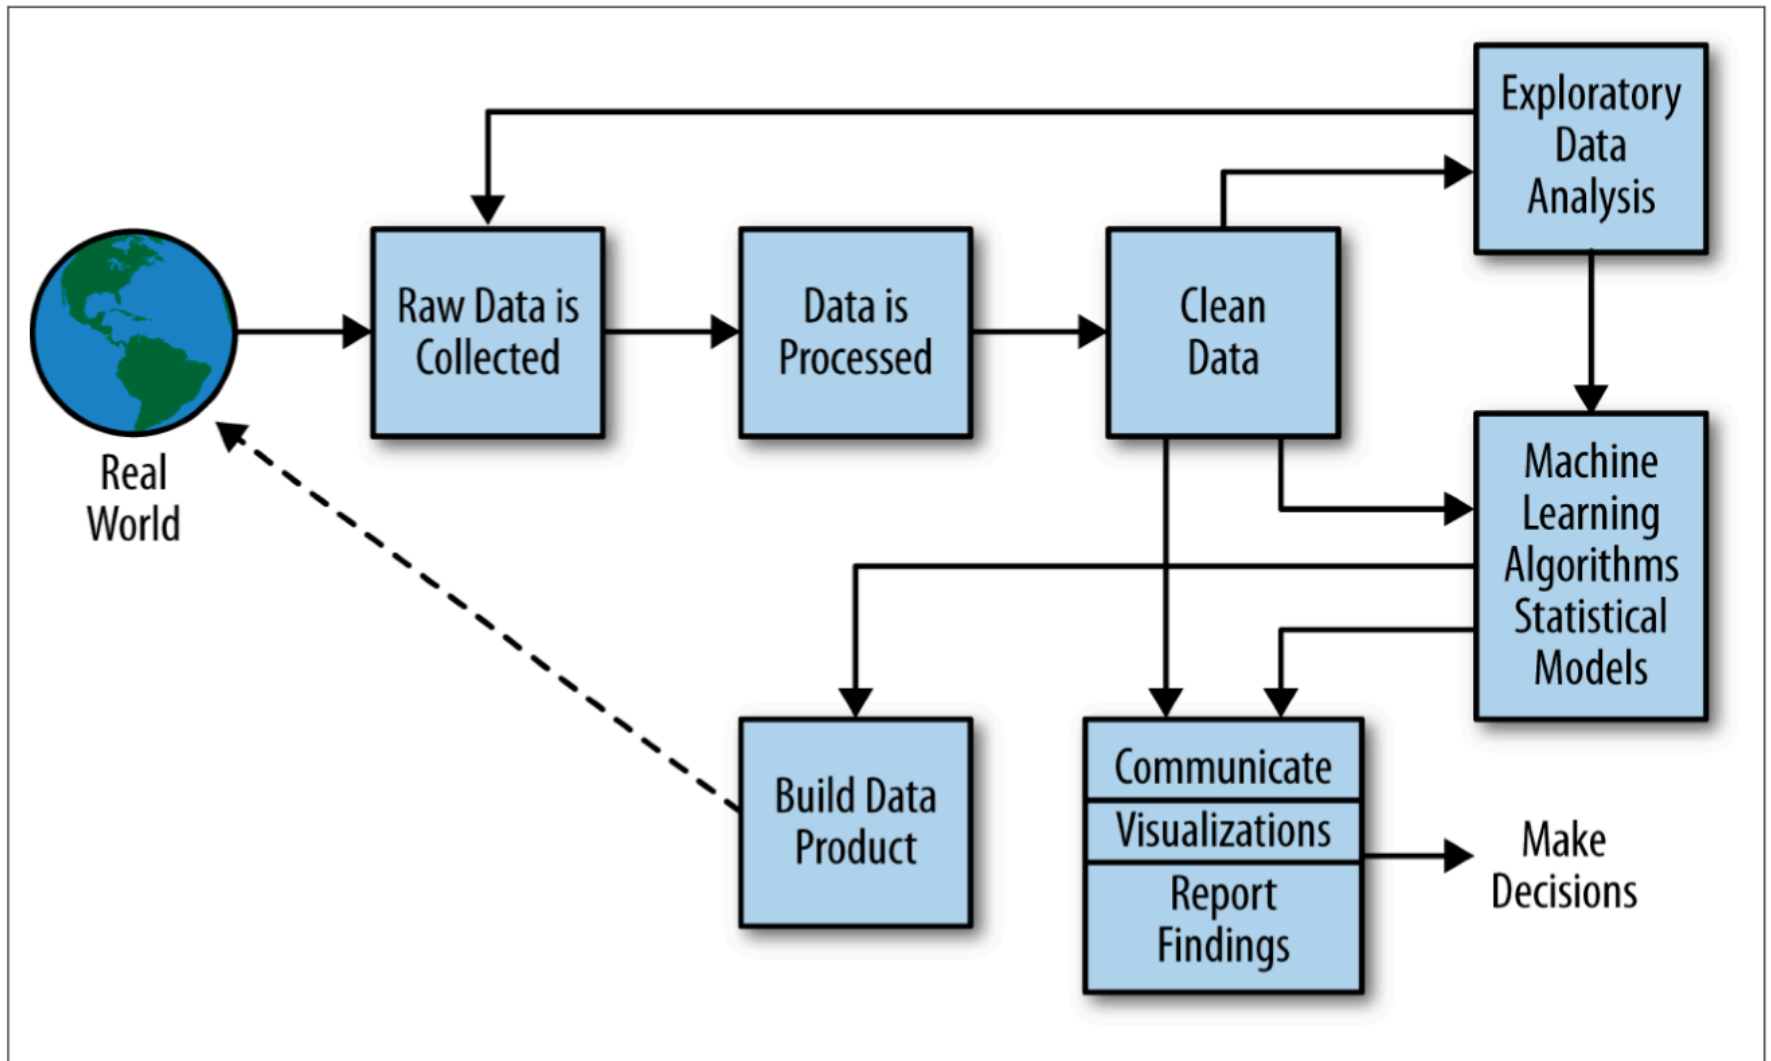 Exploratory
Data
Analysis
Raw Data is
Collected
Data is
Processed
Clean
Data
Real
World
Machine
Learning
Algorithms
Statistical
Models
Build Data
Product
Communicate
Visualizations
Report
Findings
Make
Decisions